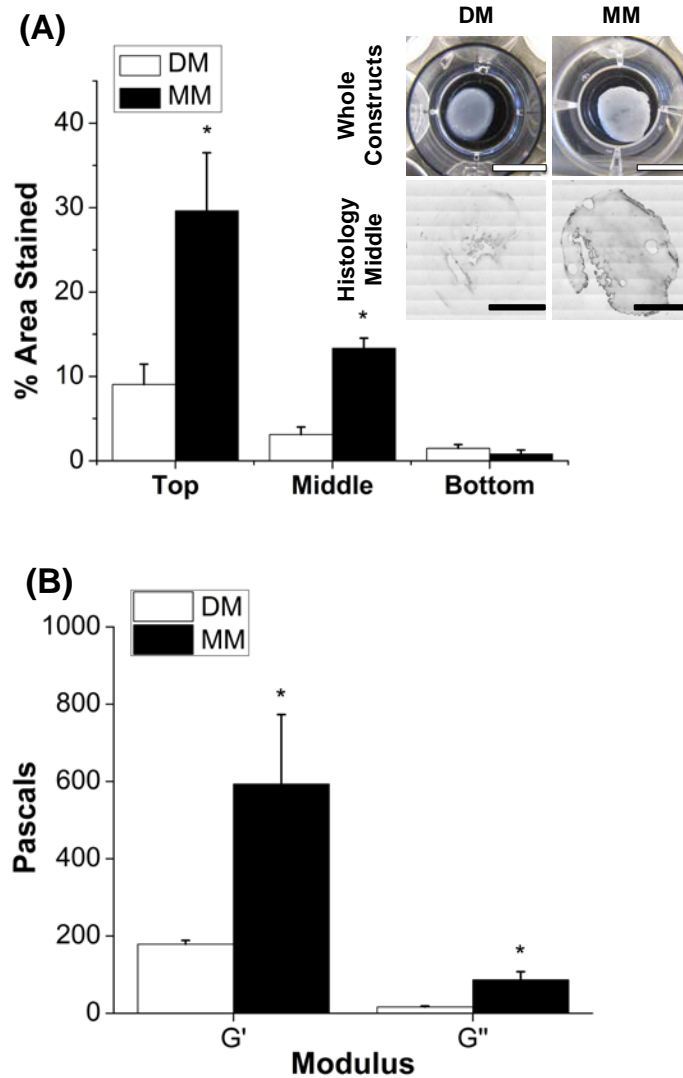 (A)
DM
MM
DM
MM
Whole
Constructs
Histology
Middle
% Area Stained
40
30
20
10
0
*
*
Top
Middle
Bottom
(B)
DM
MM
Pascals
1000
800
600
400
200
0
*
*
G'
G"
Modulus